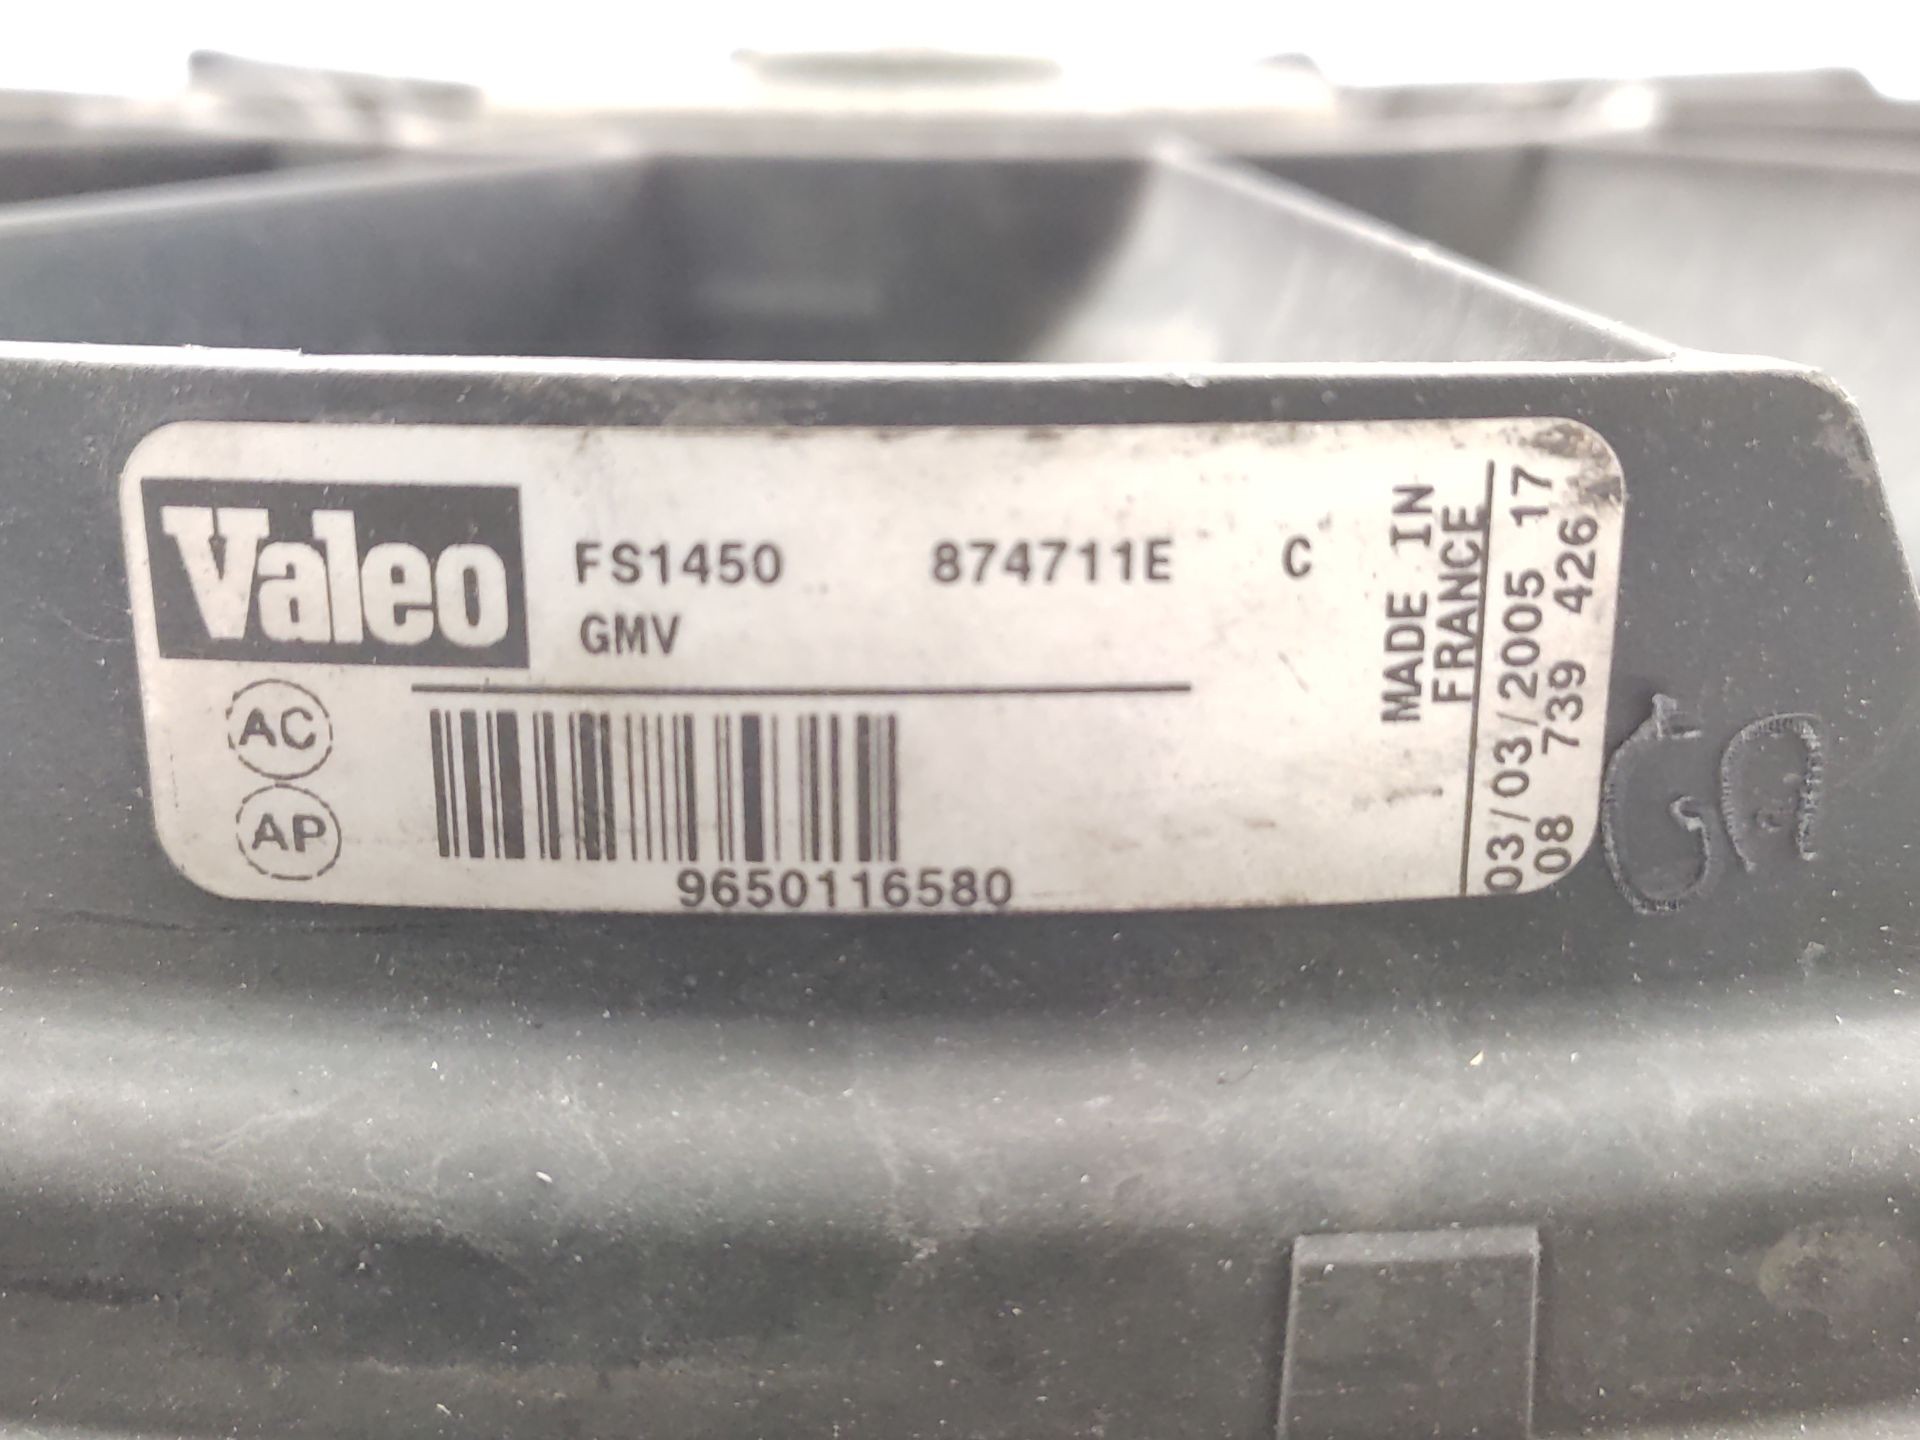 Valeo
FS1450 874711E C
GMV
AC
AP
9650116580
MADE IN
FRANCE
03/03/2005 17
08 739 426